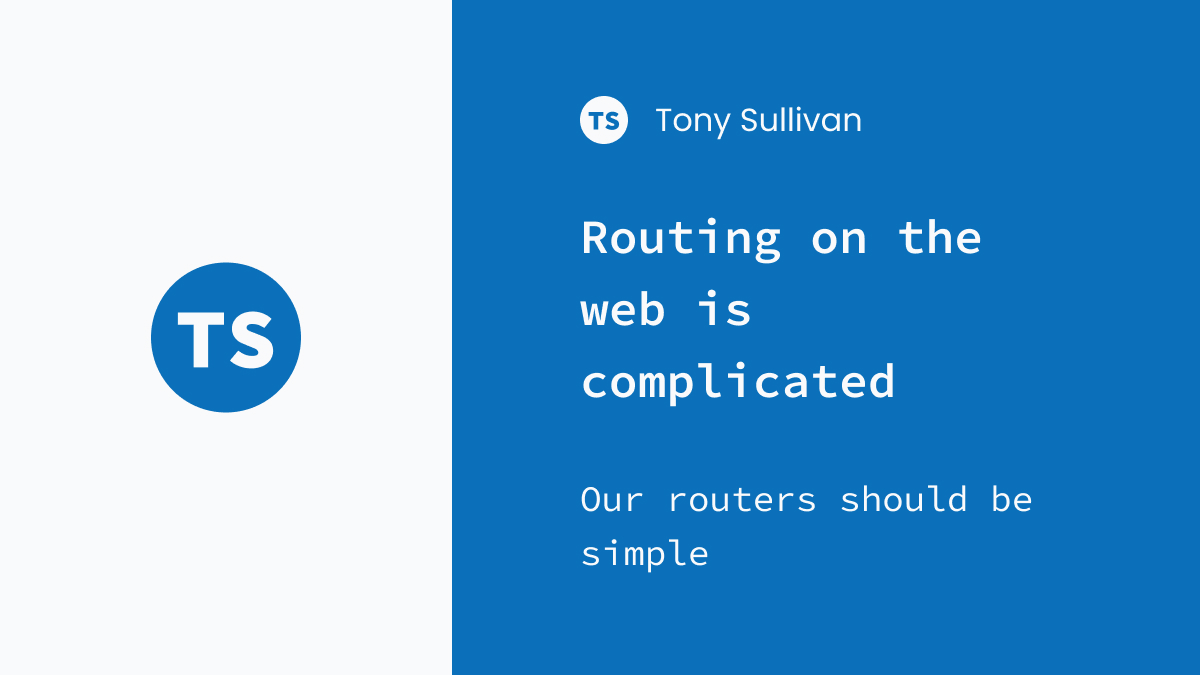 TS
TS Tony Sullivan
Routing on the
web is
complicated
Our routers should be
simple